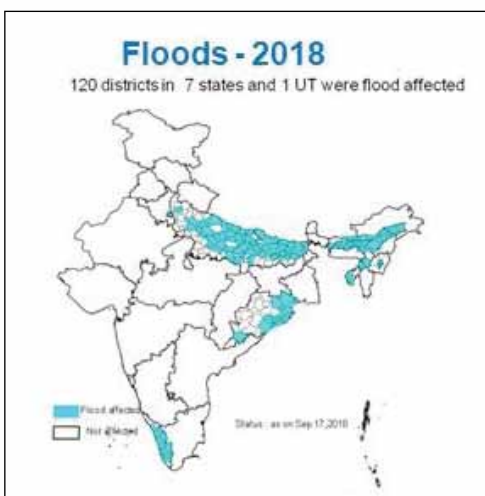 Floods - 2018
120 districts in 7 states and 1 UT were flood affected
Flood affected
Not affected
Status : as on Sep 17,2018